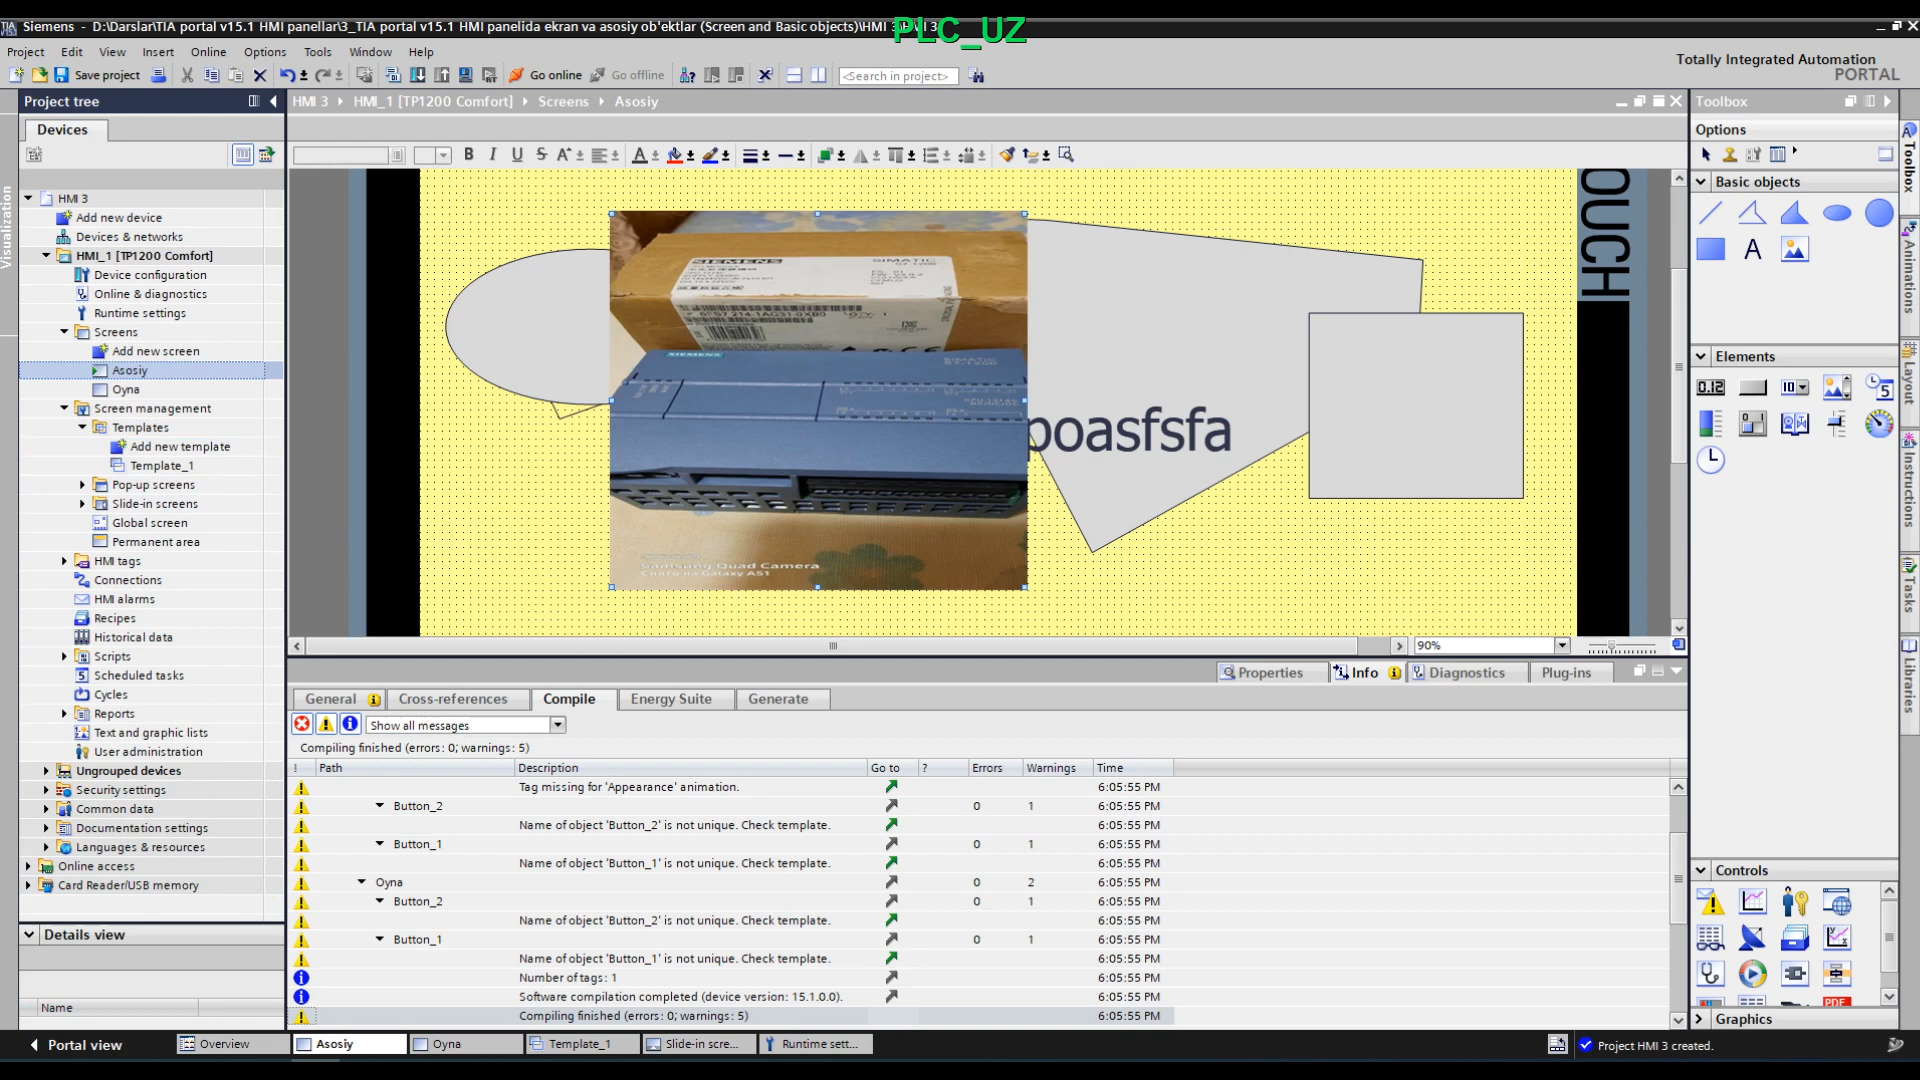 PLC_UZ
Siemens - D:\Darslar\TIA portal v15.1 HMI panellar\3_TIA portal v15.1 HMI panelida ekran va asosiy ob'ektlar (Screen and Basic objects)\HMI 3\HMI 3
Project Edit View Insert Online Options Tools Window Help
Totally Integrated Automation
PORTAL
Save project
Go online
Go offline
<Search in project>
Project tree
HMI 3 HMI_1 [TP1200 Comfort] Screens Asosiy
Toolbox
Devices
Options
HMI 3
Add new device
Devices & networks
HMI_1 [TP1200 Comfort]
Device configuration
Online & diagnostics
Runtime settings
Screens
Add new screen
Asosiy
Oyna
Screen management
Templates
Add new template
Template_1
Pop-up screens
Slide-in screens
Global screen
Permanent area
HMI tags
Connections
HMI alarms
Recipes
Historical data
Scripts
Scheduled tasks
Cycles
Reports
Text and graphic lists
User administration
Ungrouped devices
Security settings
Common data
Documentation settings
Languages & resources
Online access
Card Reader/USB memory
Details view
Name
Visualization
OUCH
SIEMENS
SIMATIC
SIEMENS
Samsung Quad Camera
poasfsfa
90%
Basic objects
Elements
Controls
Graphics
Toolbox
Animations
Layout
Instructions
Tasks
Libraries
Properties Info Diagnostics Plug-ins
General Cross-references Compile Energy Suite Generate
Show all messages
Compiling finished (errors: 0; warnings: 5)
! Path Description Go to ? Errors Warnings Time
Tag missing for 'Appearance' animation. 6:05:55 PM
Button_2 0 1 6:05:55 PM
Name of object 'Button_2' is not unique. Check template. 6:05:55 PM
Button_1 0 1 6:05:55 PM
Name of object 'Button_1' is not unique. Check template. 6:05:55 PM
Oyna 0 2 6:05:55 PM
Button_2 0 1 6:05:55 PM
Name of object 'Button_2' is not unique. Check template. 6:05:55 PM
Button_1 0 1 6:05:55 PM
Name of object 'Button_1' is not unique. Check template. 6:05:55 PM
Number of tags: 1 6:05:55 PM
Software compilation completed (device version: 15.1.0.0). 6:05:55 PM
Compiling finished (errors: 0; warnings: 5) 6:05:55 PM
Portal view Overview Asosiy Oyna Template_1 Slide-in scre... Runtime sett...
Project HMI 3 created.